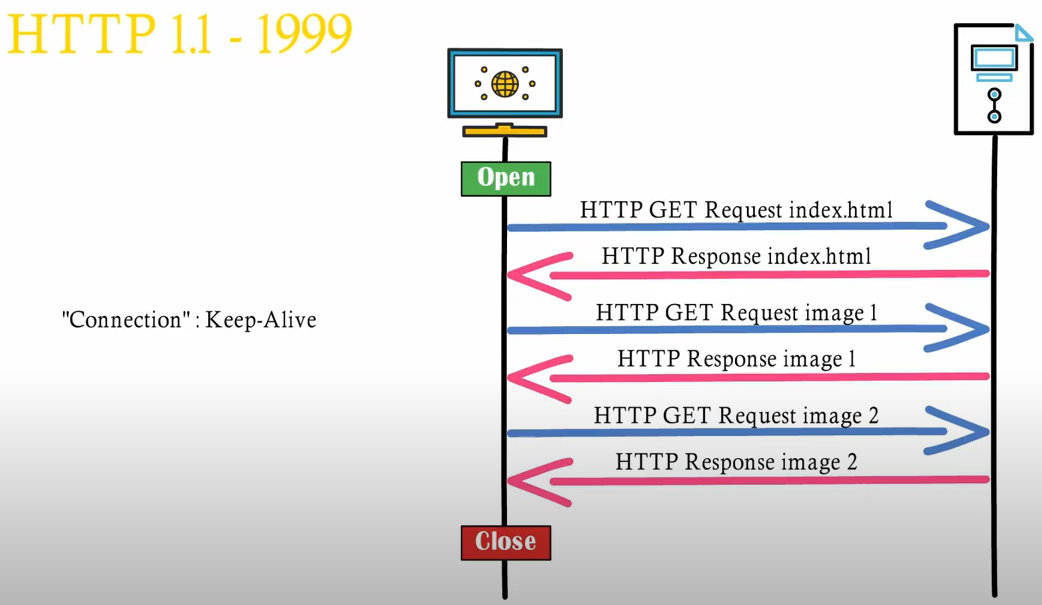 HTTP 1.1 - 1999
Open
HTTP GET Request index.html
HTTP Response index.html
"Connection" : Keep-Alive
HTTP GET Request image 1
HTTP Response image 1
HTTP GET Request image 2
HTTP Response image 2
Close